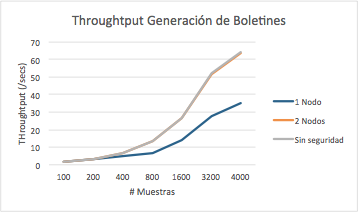 Throughtput Generación de Boletines
THroughtput (/secs)
70
60
50
40
30
20
10
0
100 200 400 800 1600 3200 4000
# Muestras
1 Nodo
2 Nodos
Sin seguridad